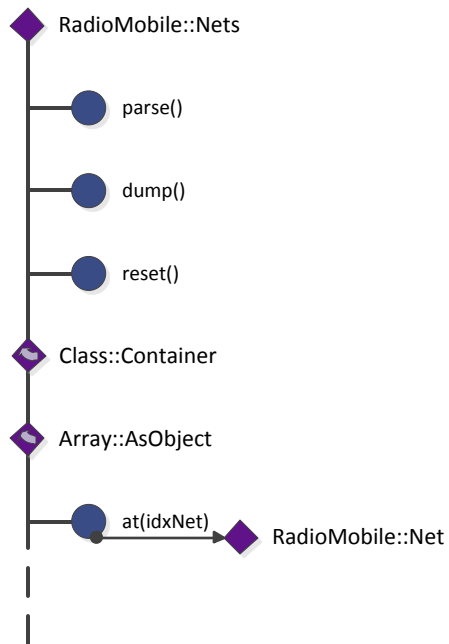 RadioMobile::Nets
parse()
dump()
reset()
Class::Container
Array::AsObject
at(idxNet)
RadioMobile::Net